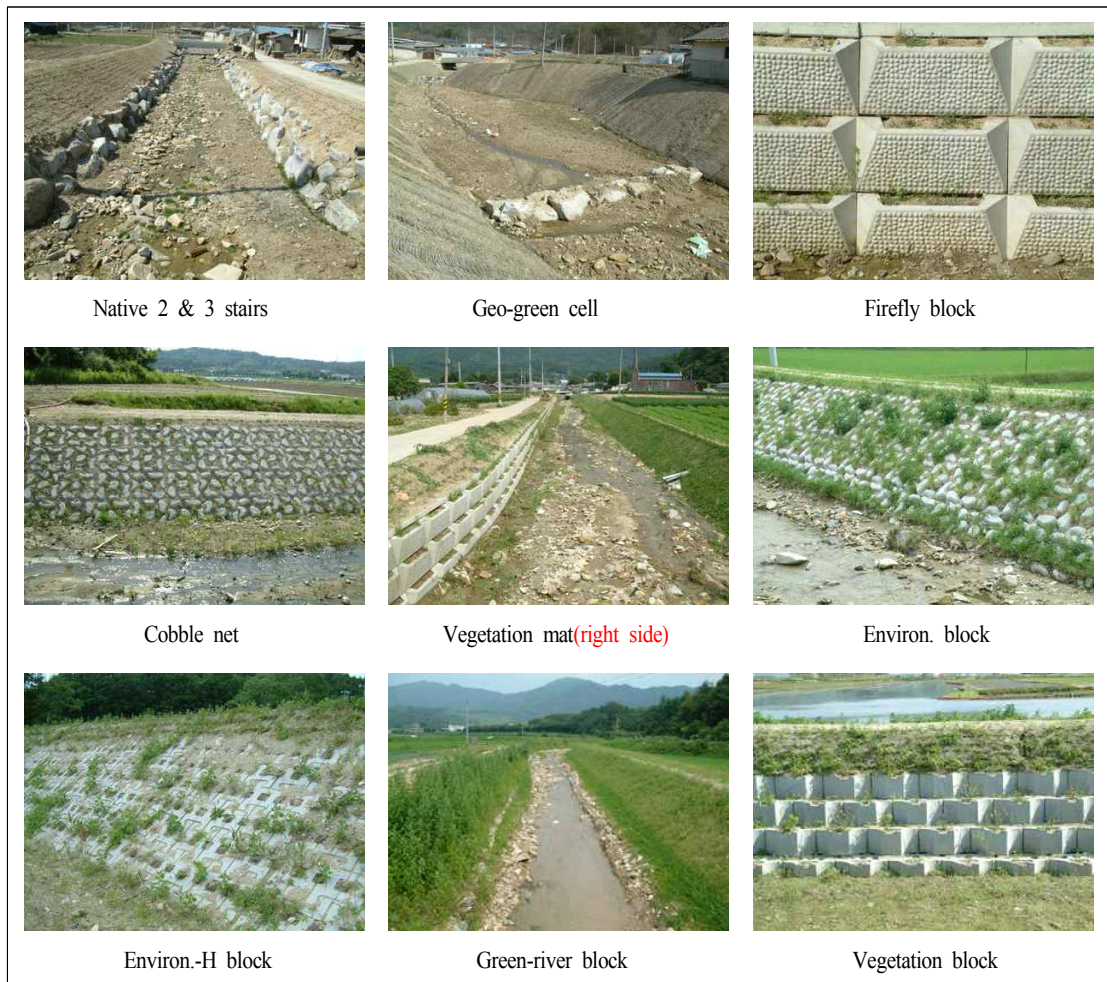 Native 2 & 3 stairs
Geo-green cell
Firefly block
Cobble net
Vegetation mat(right side)
Environ. block
Environ.-H block
Green-river block
Vegetation block